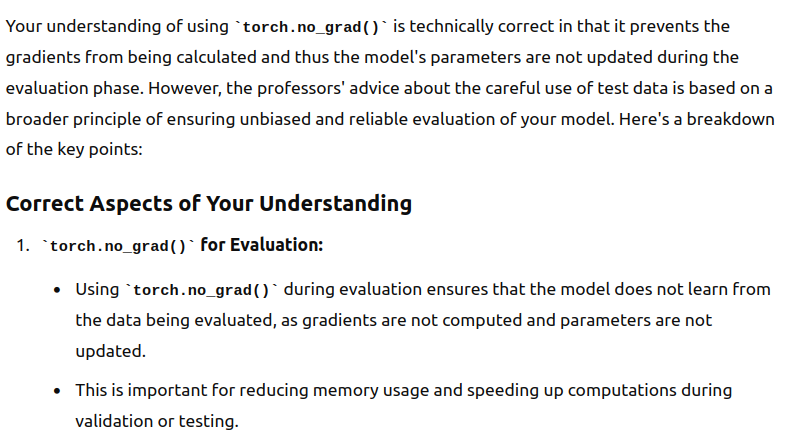 Your understanding of using `torch.no_grad()` is technically correct in that it prevents the
gradients from being calculated and thus the model's parameters are not updated during the
evaluation phase. However, the professors' advice about the careful use of test data is based on a
broader principle of ensuring unbiased and reliable evaluation of your model. Here's a breakdown
of the key points:
Correct Aspects of Your Understanding
1. `torch.no_grad()` for Evaluation:
• Using `torch.no_grad()` during evaluation ensures that the model does not learn from
the data being evaluated, as gradients are not computed and parameters are not
updated.
• This is important for reducing memory usage and speeding up computations during
validation or testing.